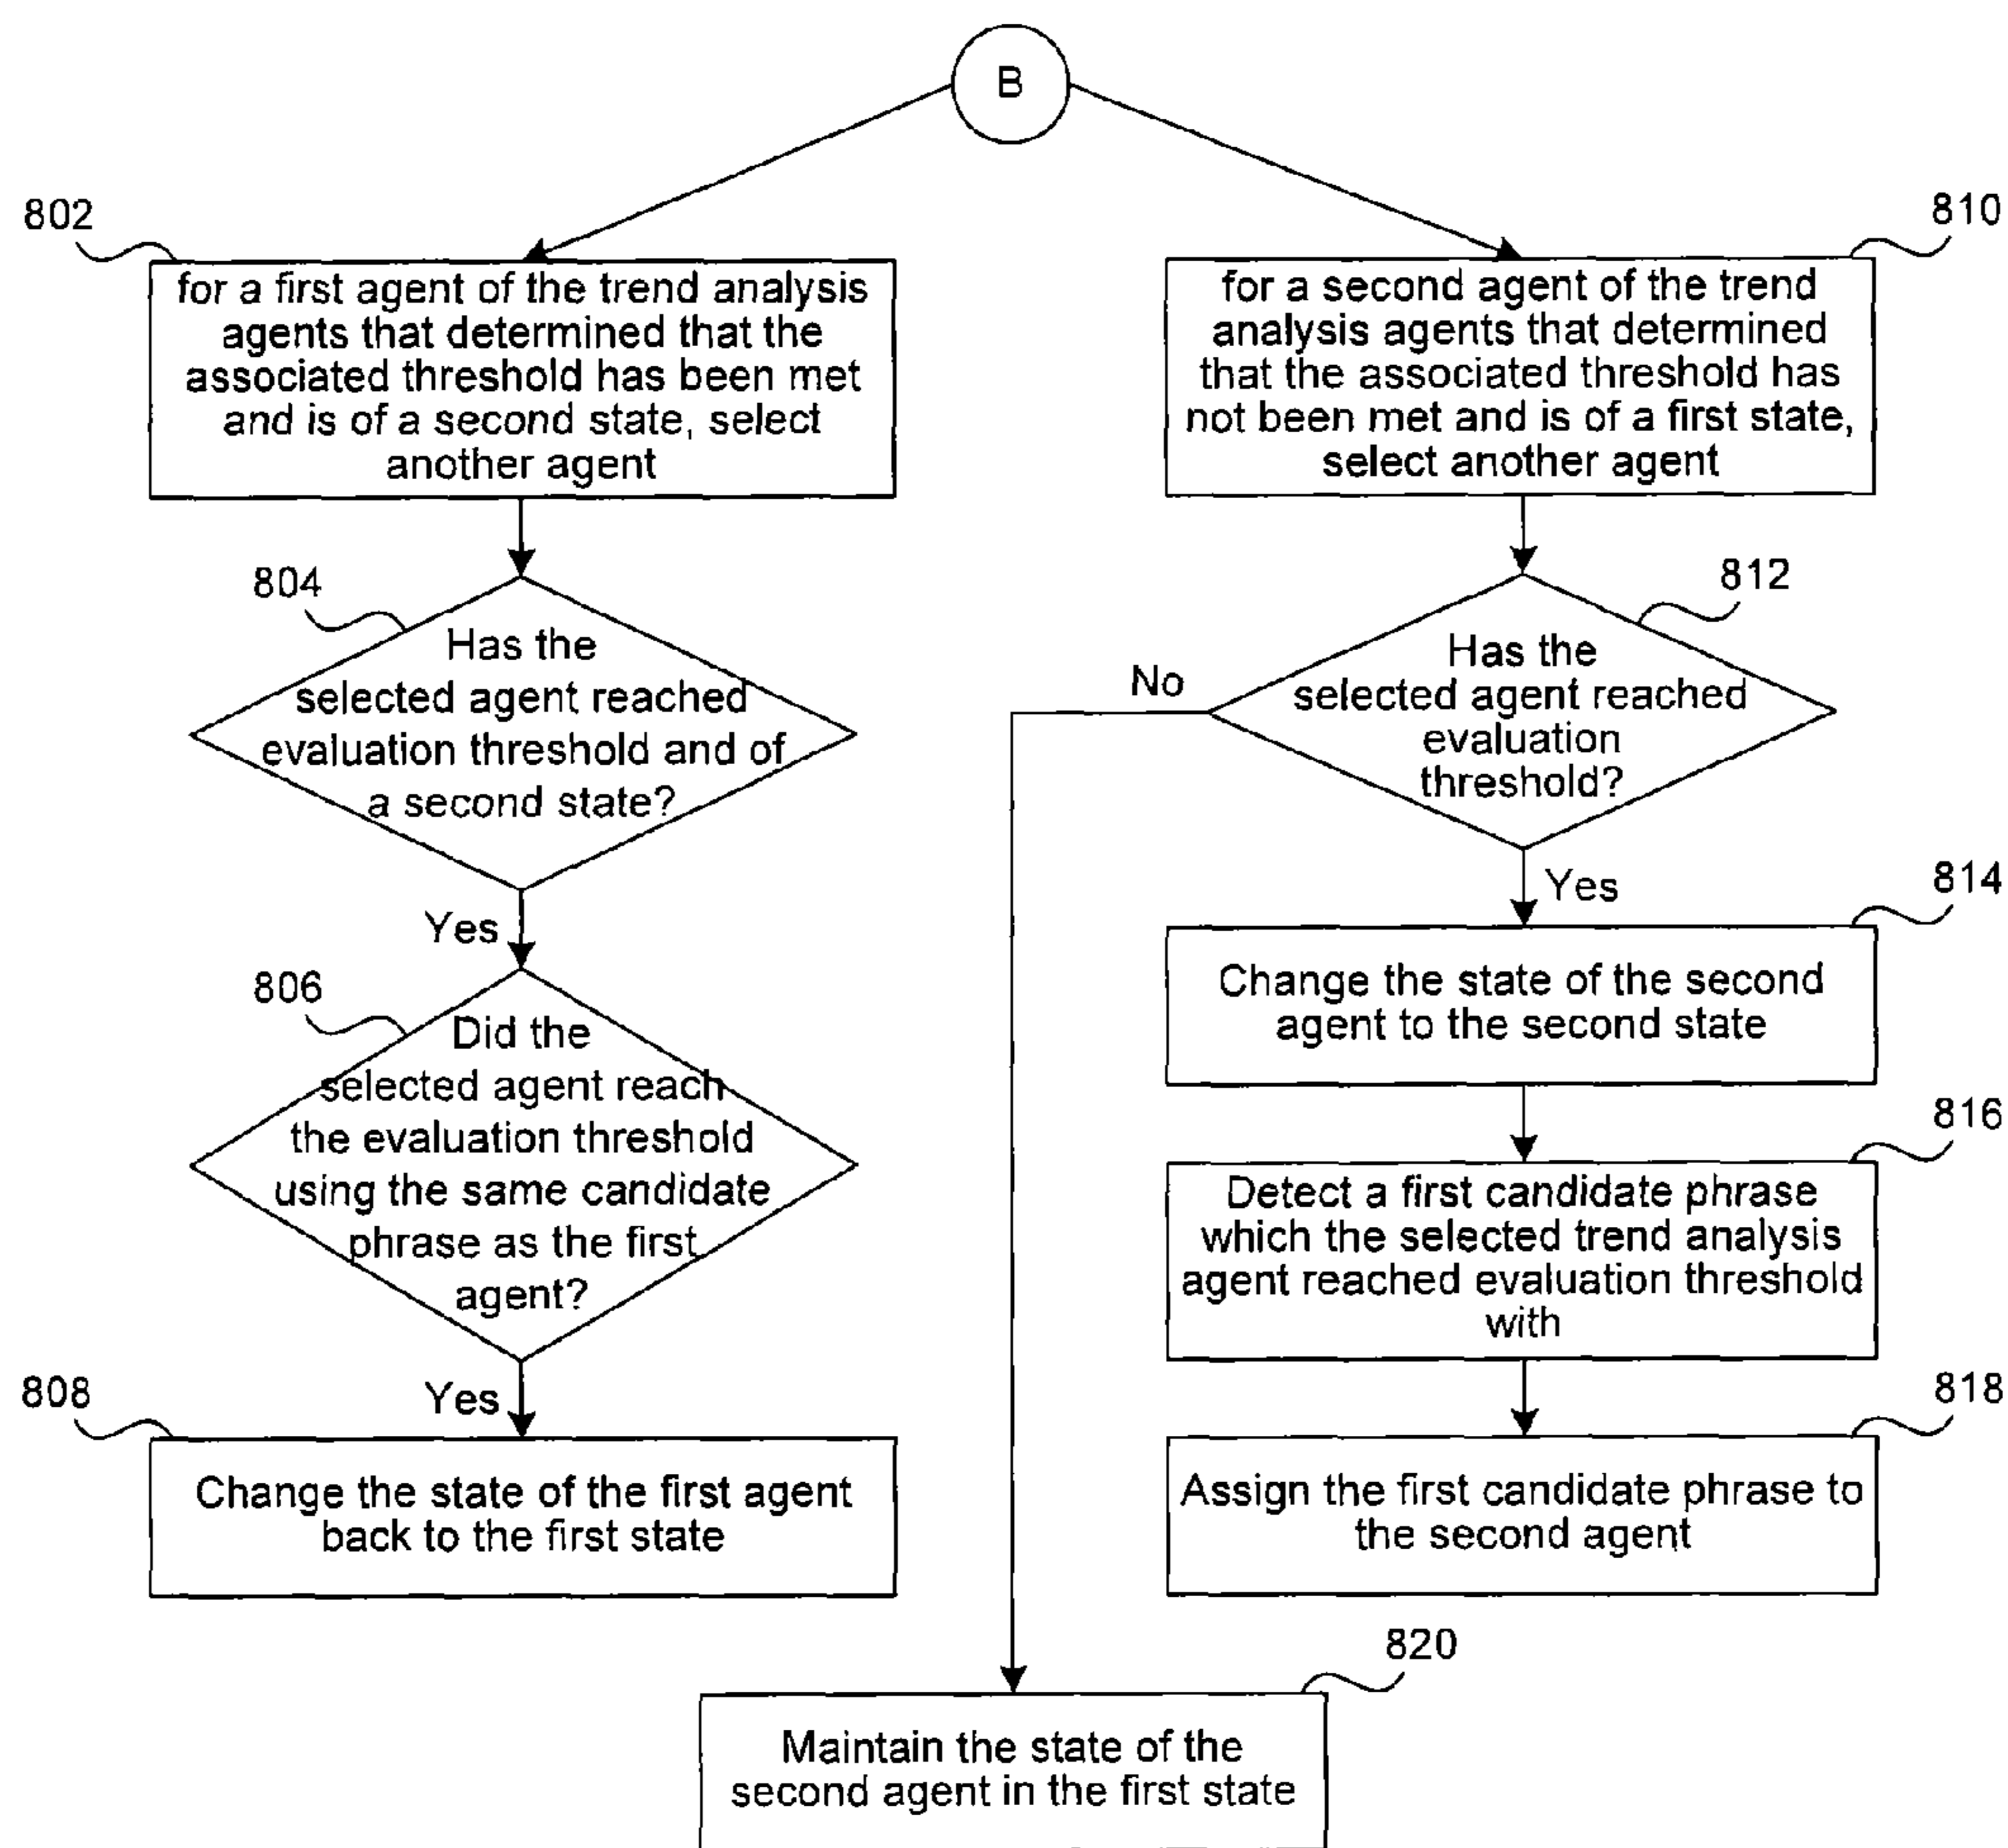 B
802
for a first agent of the trend analysis
agents that determined that the
associated threshold has been met
and is of a second state, select
another agent
804
Has the
selected agent reached
evaluation threshold and of
a second state?
Yes
806
Did the
selected agent reach
the evaluation threshold
using the same candidate
phrase as the first
agent?
Yes
808
Change the state of the first agent
back to the first state
810
for a second agent of the trend
analysis agents that determined
that the associated threshold has
not been met and is of a first state,
select another agent
812
Has the
selected agent reached
evaluation
threshold?
No
Yes
814
Change the state of the second
agent to the second state
816
Detect a first candidate phrase
which the selected trend analysis
agent reached evaluation threshold
with
818
Assign the first candidate phrase to
the second agent
820
Maintain the state of the
second agent in the first state